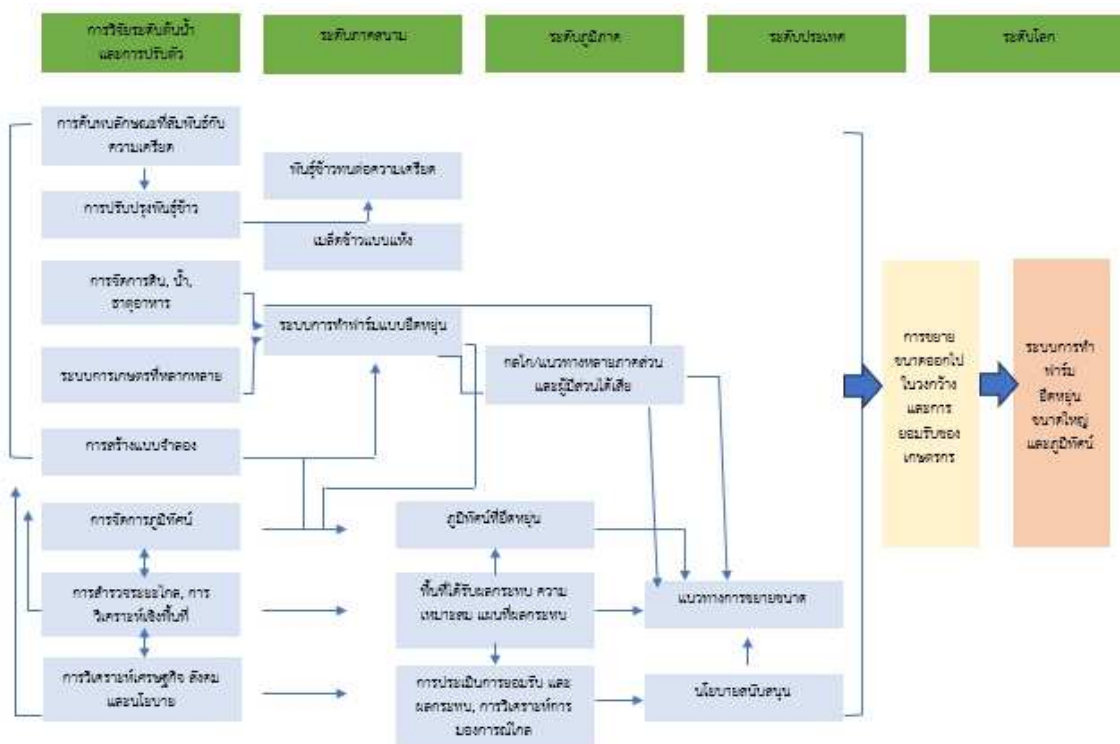 การวิจัยระดับต้นน้ำ
และการปรับตัว
ระดับภาคสนาม
ระดับภูมิภาค
ระดับประเทศ
ระดับโลก
การค้นพบลักษณะที่สัมพันธ์กับ
ความเครียด
การปรับปรุงพันธุ์ข้าว
การจัดการดิน, น้ำ,
ธาตุอาหาร
ระบบการเกษตรที่หลากหลาย
การสร้างแบบจำลอง
การจัดการภูมิทัศน์
การสำรวจระยะไกล, การ
วิเคราะห์เชิงพื้นที่
การวิเคราะห์เศรษฐกิจ สังคม
และนโยบาย
พันธุ์ข้าวทนต่อความเครียด
เมล็ดข้าวแบบแห้ง
ระบบการทำฟาร์มแบบยืดหยุ่น
กลไก/แนวทางหลายภาคส่วน
และผู้มีส่วนได้เสีย
ภูมิทัศน์ที่ยืดหยุ่น
พื้นที่ได้รับผลกระทบ ความ
เหมาะสม แผนที่ผลกระทบ
การประเมินการยอมรับ และ
ผลกระทบ, การวิเคราะห์การ
มองการณ์ไกล
แนวทางการขยายขนาด
นโยบายสนับสนุน
การขยาย
ขนาดออกไป
ในวงกว้าง
และการ
ยอมรับของ
เกษตรกร
ระบบการทำ
ฟาร์ม
ยืดหยุ่น
ขนาดใหญ่
และภูมิทัศน์